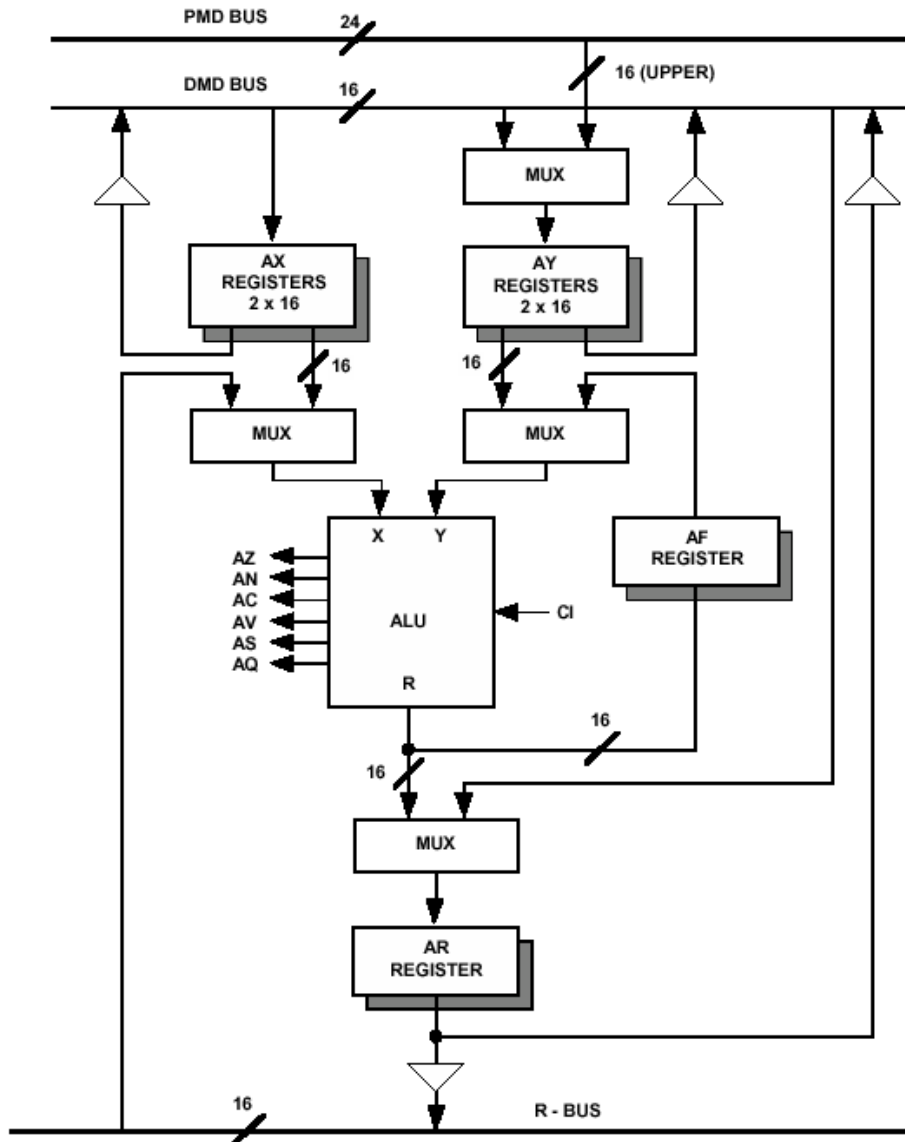 PMD BUS
24
16 (UPPER)
DMD BUS
16
MUX
AX
REGISTERS
2 x 16
AY
REGISTERS
2 x 16
16
16
MUX
MUX
X
Y
AF
REGISTER
AZ
AN
AC
AV
AS
AQ
ALU
CI
R
16
16
MUX
AR
REGISTER
16
R - BUS